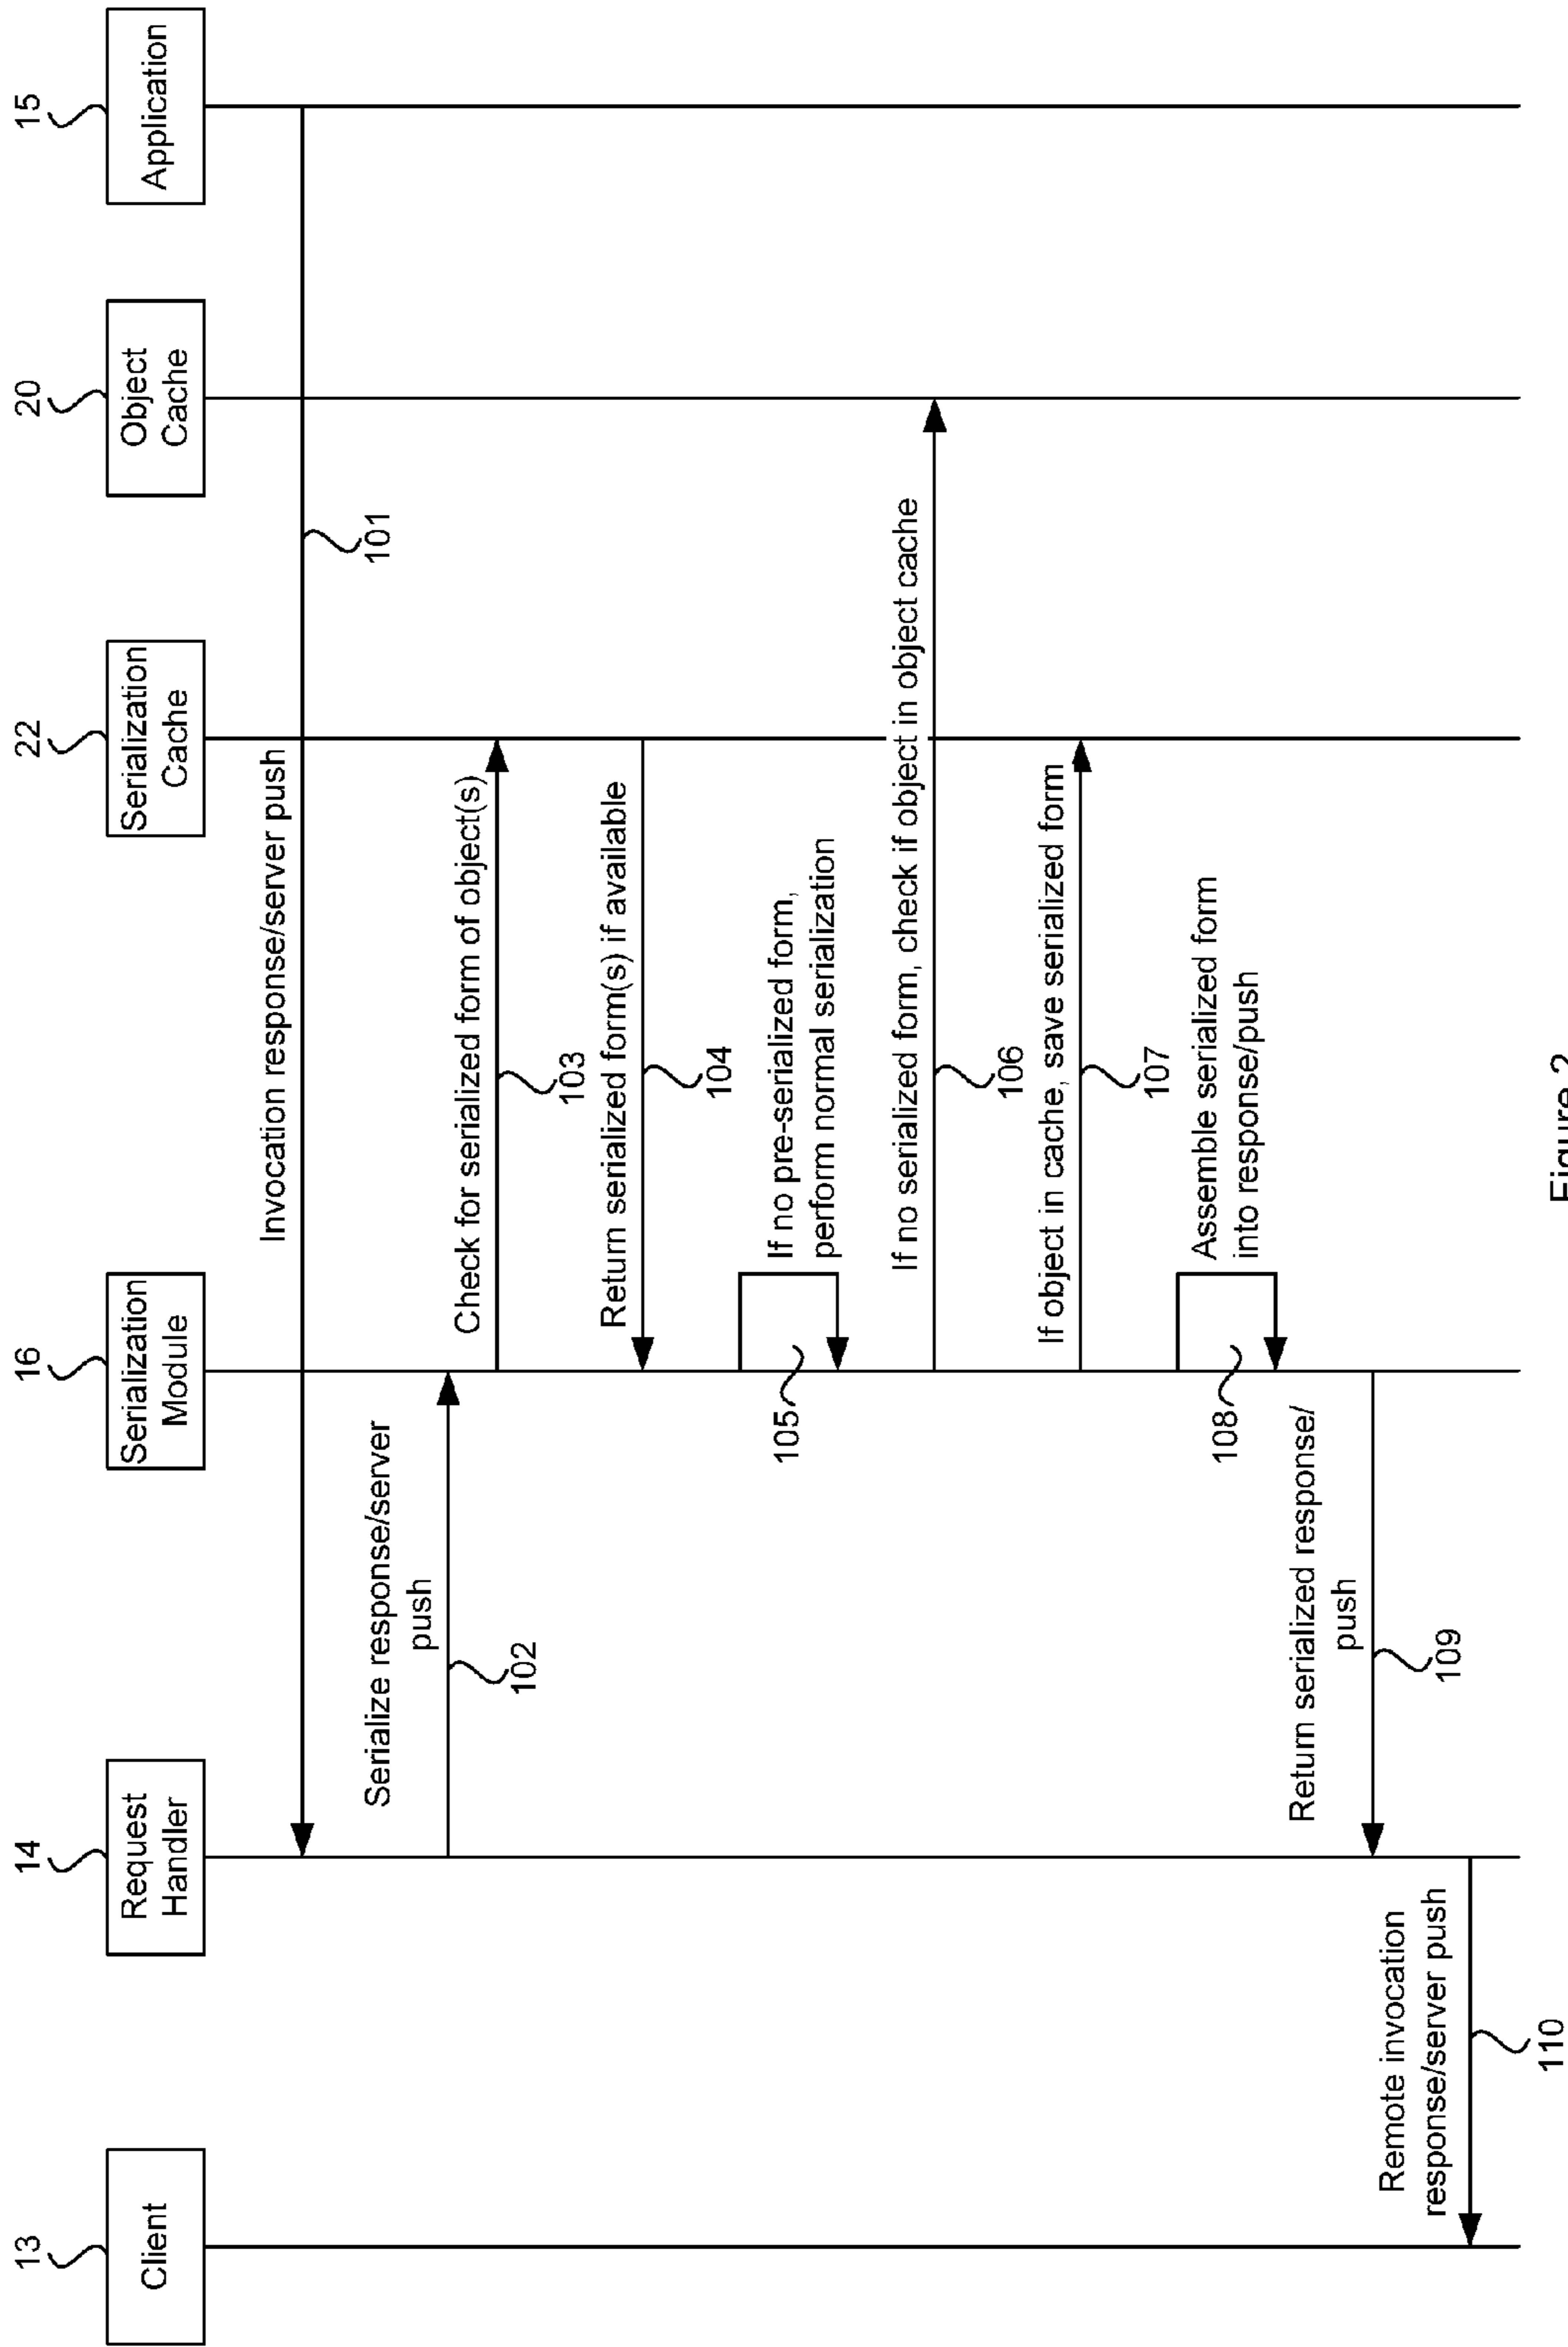 13
14
16
22
20
15
Client
Request
Handler
Serialization
Module
Serialization
Cache
Object
Cache
Application
Invocation response/server push
101
Serialize response/server
push
102
Check for serialized form of object(s)
103
Return serialized form(s) if available
104
If no pre-serialized form,
perform normal serialization
105
If no serialized form, check if object in object cache
106
If object in cache, save serialized form
107
Assemble serialized form
into response/push
108
Return serialized response/
push
109
Remote invocation
response/server push
110
Figure 2